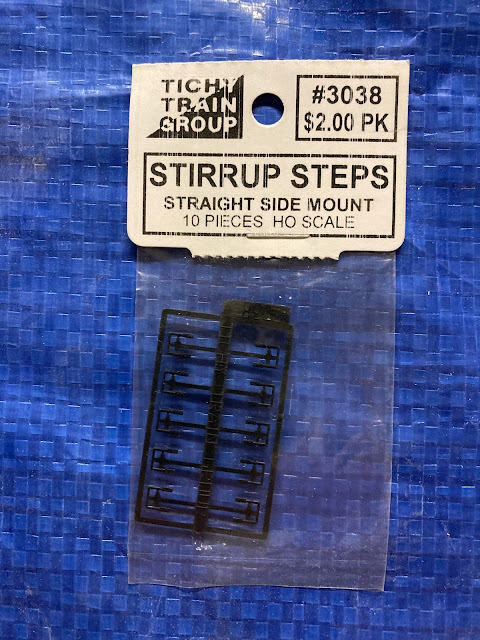 TICHY
TRAIN
GROUP
#3038
$2.00 PK
STIRRUP STEPS
STRAIGHT SIDE MOUNT
10 PIECES HO SCALE